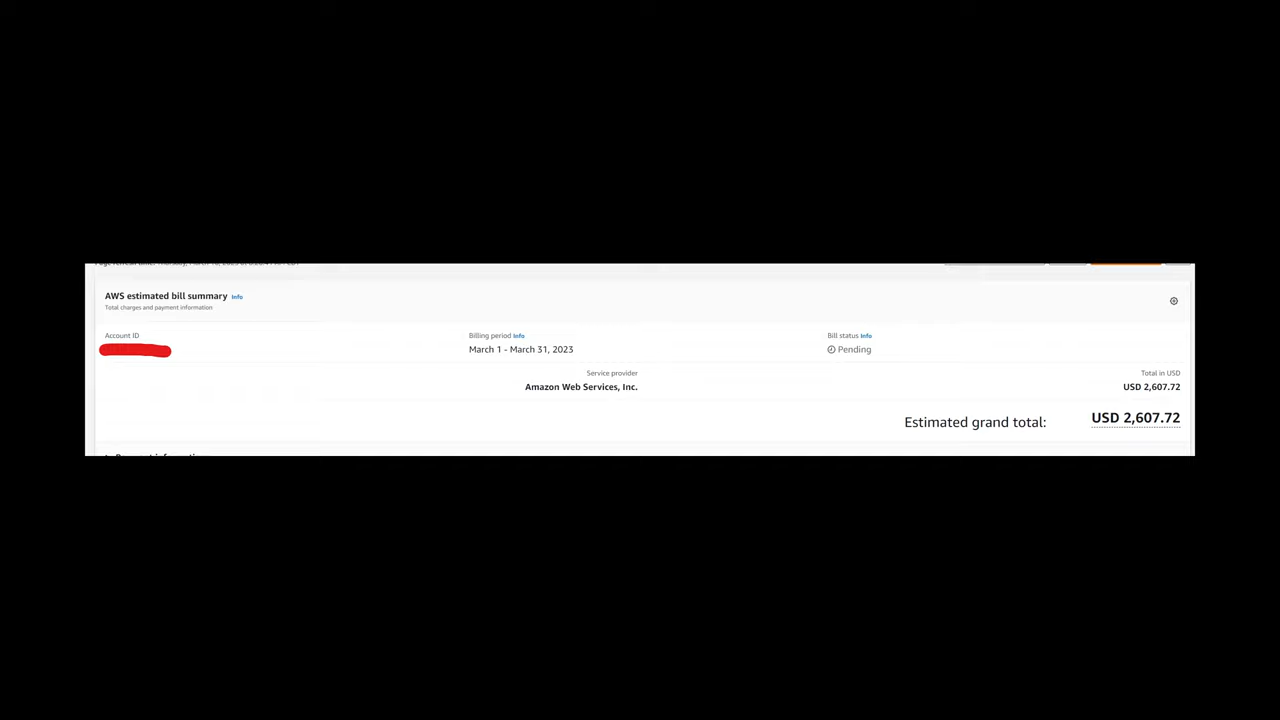 AWS estimated bill summary Info
Total charges and payment information
Account ID
Billing period Info
Bill status Info
March 1 - March 31, 2023
Pending
Service provider
Total in USD
Amazon Web Services, Inc.
USD 2,607.72
Estimated grand total: USD 2,607.72